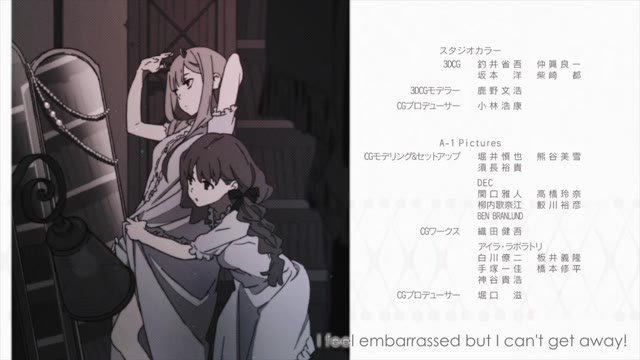 スタジオカラー
3DCG 釣井省吾 仲眞良一
坂本 洋 柴崎 都
3DCGモデラー 鹿野文浩
CGプロデューサー 小林浩康
A-1 Pictures
CGモデリング&セットアップ 堀井慎也 熊谷美雪
須長裕貴
DEC
関口雅人 高橋玲奈
柳内歌奈江 鮫川裕彦
BEN BRANLUND
CGワークス 織田健吾
アイラ・ラボラトリ
白川僚二 板井義隆
手塚一佳 橋本修平
神谷貴浩
CGプロデューサー 堀口 滋
I feel embarrassed but I can't get away!